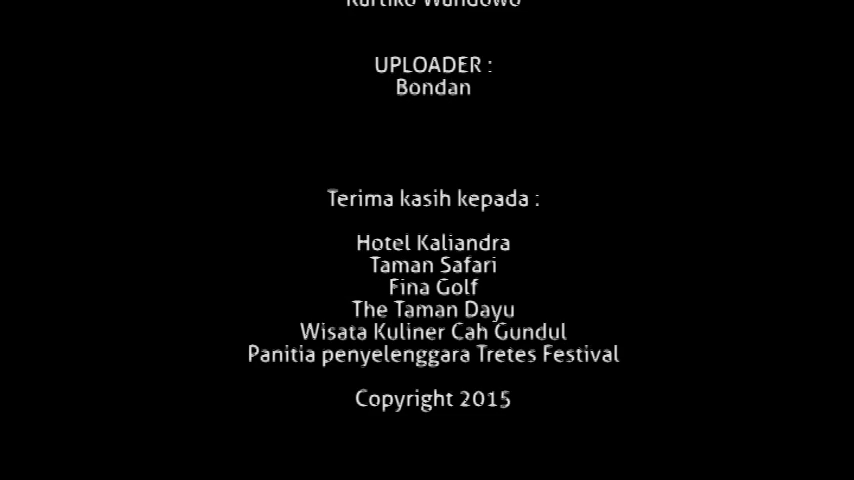 UPLOADER :
Bondan
Terima kasih kepada :
Hotel Kaliandra
Taman Safari
Fina Golf
The Taman Dayu
Wisata Kuliner Cah Gundul
Panitia penyelenggara Tretes Festival
Copyright 2015